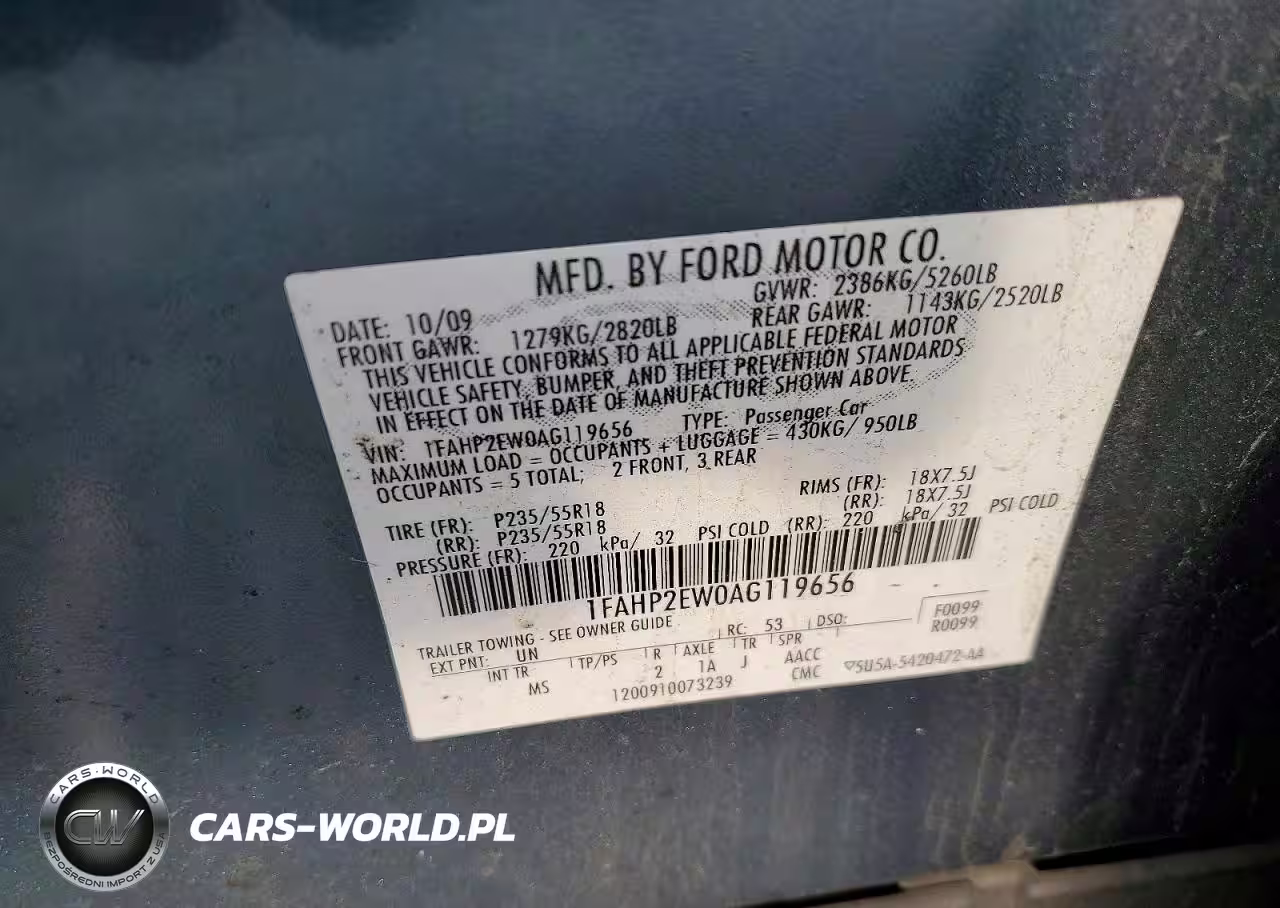 MFD. BY FORD MOTOR CO.
DATE: 10/09 GVWR: 2386KG/5260LB
FRONT GAWR: 1279KG/2820LB REAR GAWR: 1143KG/2520LB
THIS VEHICLE CONFORMS TO ALL APPLICABLE FEDERAL MOTOR
VEHICLE SAFETY, BUMPER, AND THEFT PREVENTION STANDARDS
IN EFFECT ON THE DATE OF MANUFACTURE SHOWN ABOVE.
VIN: 1FAHP2EW0AG119656 TYPE: Passenger Car
MAXIMUM LOAD = OCCUPANTS + LUGGAGE = 430KG/ 950LB
OCCUPANTS = 5 TOTAL; 2 FRONT, 3 REAR
TIRE (FR): P235/55R18 RIMS (FR): 18X7.5J
(RR): P235/55R18 (RR): 18X7.5J
PRESSURE (FR): 220 kPa/ 32 PSI COLD (RR): 220 kPa/ 32 PSI COLD
1FAHP2EW0AG119656
TRAILER TOWING - SEE OWNER GUIDE F0099
EXT PNT: UN RC: 53 DSO: R0099
INT TR TP/PS R AXLE TR SPR
MS 2 1A J AACC
1200910073239 CMC ▽5U5A-5420472-AA
CARS-WORLD
CW
BEZPOŚREDNI IMPORT Z USA
CARS-WORLD.PL